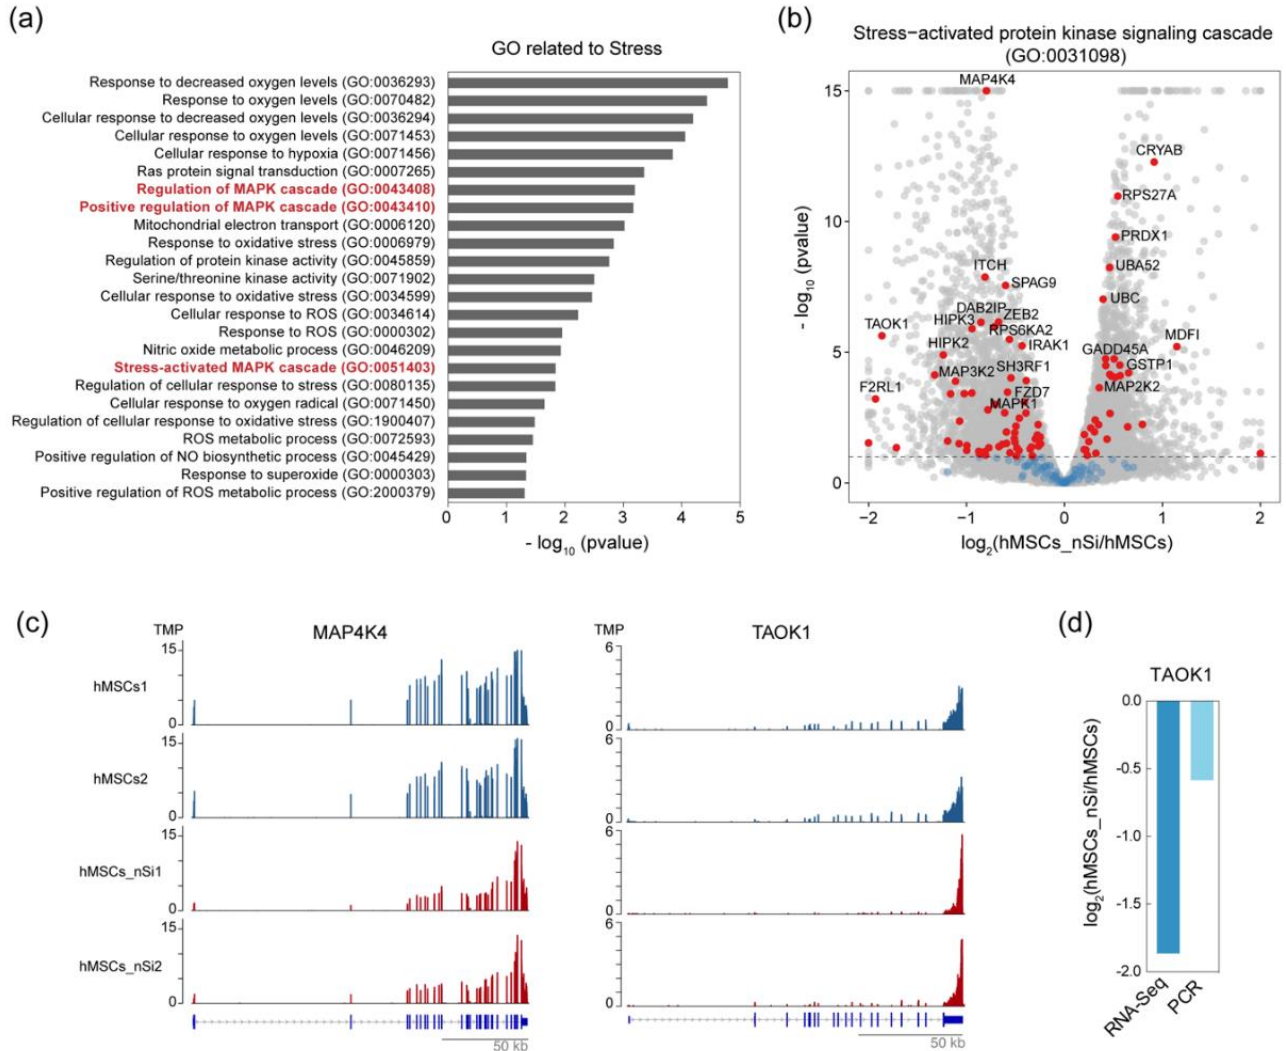 (a)
GO related to Stress
Response to decreased oxygen levels (GO:0036293)
Response to oxygen levels (GO:0070482)
Cellular response to decreased oxygen levels (GO:0036294)
Cellular response to oxygen levels (GO:0071453)
Cellular response to hypoxia (GO:0071456)
Ras protein signal transduction (GO:0007265)
Regulation of MAPK cascade (GO:0043408)
Positive regulation of MAPK cascade (GO:0043410)
Mitochondrial electron transport (GO:0006120)
Response to oxidative stress (GO:0006979)
Regulation of protein kinase activity (GO:0045859)
Serine/threonine kinase activity (GO:0071902)
Cellular response to oxidative stress (GO:0034599)
Cellular response to ROS (GO:0034614)
Response to ROS (GO:0000302)
Nitric oxide metabolic process (GO:0046209)
Stress-activated MAPK cascade (GO:0051403)
Regulation of cellular response to stress (GO:0080135)
Cellular response to oxygen radical (GO:0071450)
Regulation of cellular response to oxidative stress (GO:1900407)
ROS metabolic process (GO:0072593)
Positive regulation of NO biosynthetic process (GO:0045429)
Response to superoxide (GO:0000303)
Positive regulation of ROS metabolic process (GO:2000379)
0 1 2 3 4 5
- log10 (pvalue)
(b)
Stress−activated protein kinase signaling cascade
(GO:0031098)
- log10 (pvalue)
15
10
5
0
MAP4K4
CRYAB
RPS27A
PRDX1
UBA52
ITCH
SPAG9
UBC
DAB2IP
ZEB2
HIPK3
TAOK1
RPS6KA2
MDFI
HIPK2
IRAK1
GADD45A
GSTP1
MAP3K2
SH3RF1
F2RL1
FZD7
MAP2K2
MAPK1
−2 −1 0 1 2
log2(hMSCs_nSi/hMSCs)
(c)
TMP
MAP4K4
15
0
hMSCs1
15
0
hMSCs2
15
0
hMSCs_nSi1
15
0
hMSCs_nSi2
50 kb
TMP
TAOK1
6
0
6
0
6
0
6
0
50 kb
(d)
TAOK1
log2(hMSCs_nSi/hMSCs)
0.0
-0.5
-1.0
-1.5
-2.0
RNA-Seq
PCR